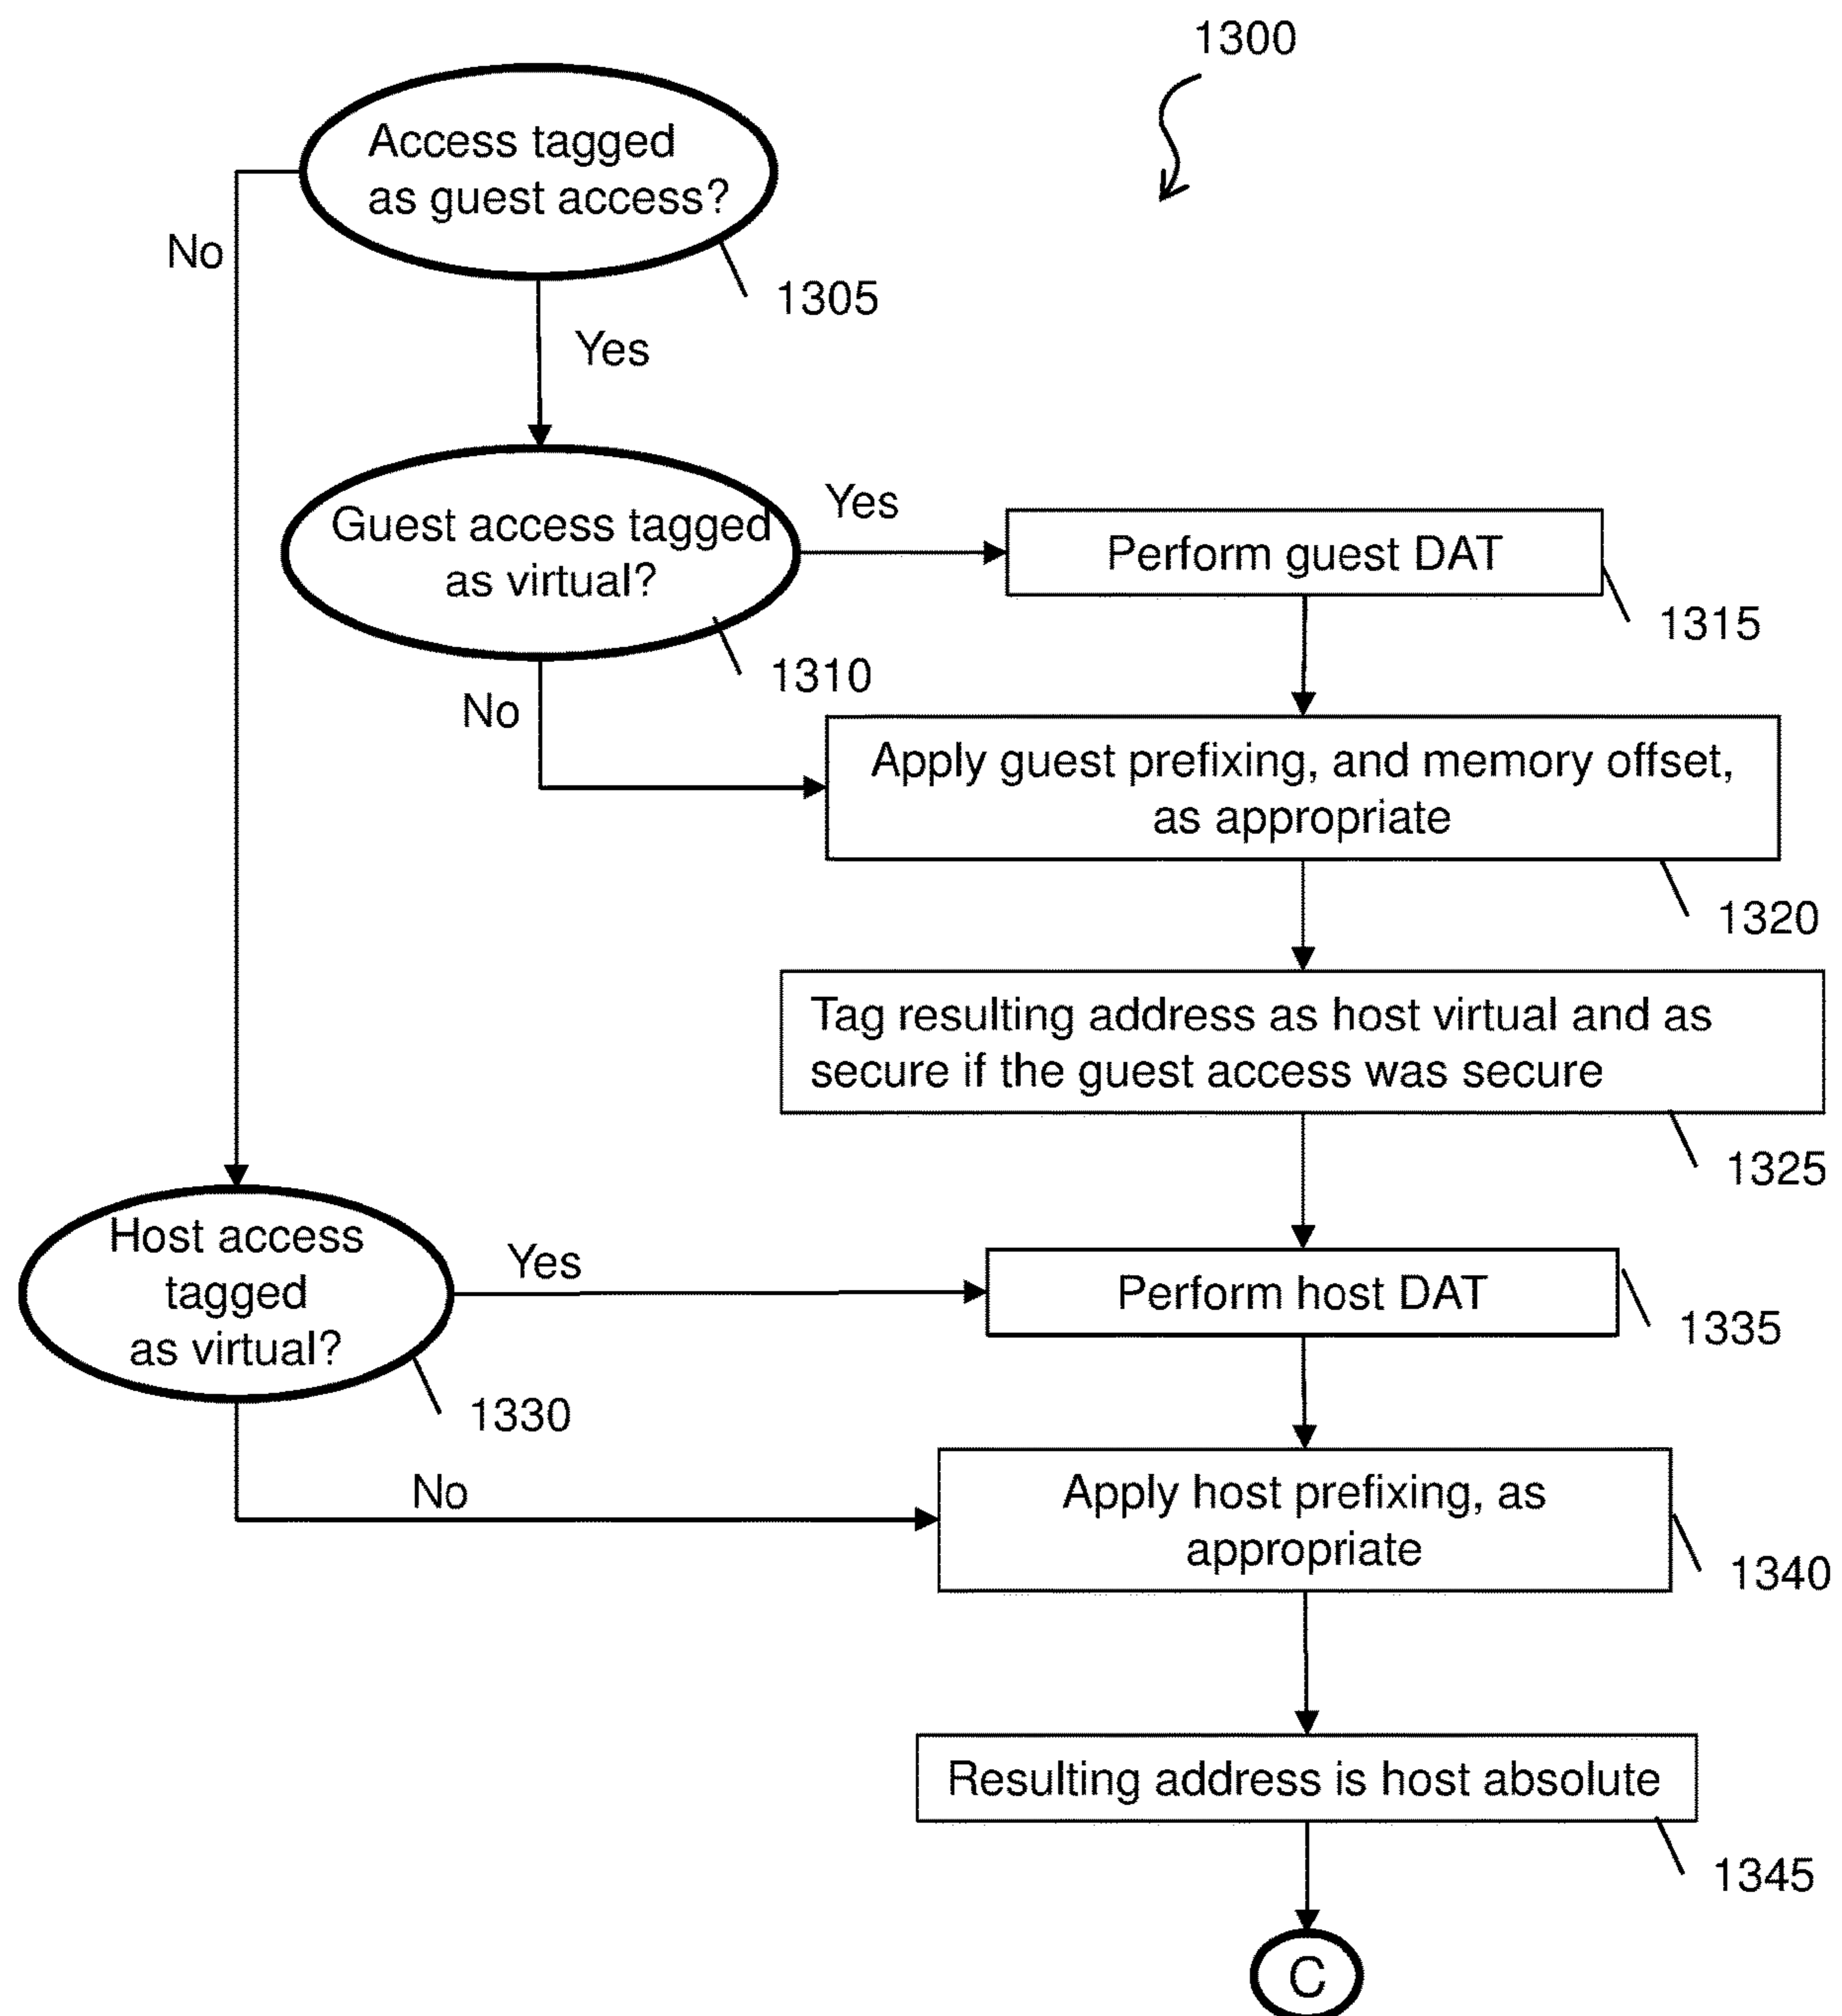 1300
Access tagged
as guest access?
No
1305
Yes
Guest access tagged
as virtual?
Yes
Perform guest DAT
1315
1310
No
Apply guest prefixing, and memory offset,
as appropriate
1320
Tag resulting address as host virtual and as
secure if the guest access was secure
1325
Host access
tagged
as virtual?
Yes
Perform host DAT
1335
1330
No
Apply host prefixing, as
appropriate
1340
Resulting address is host absolute
1345
C